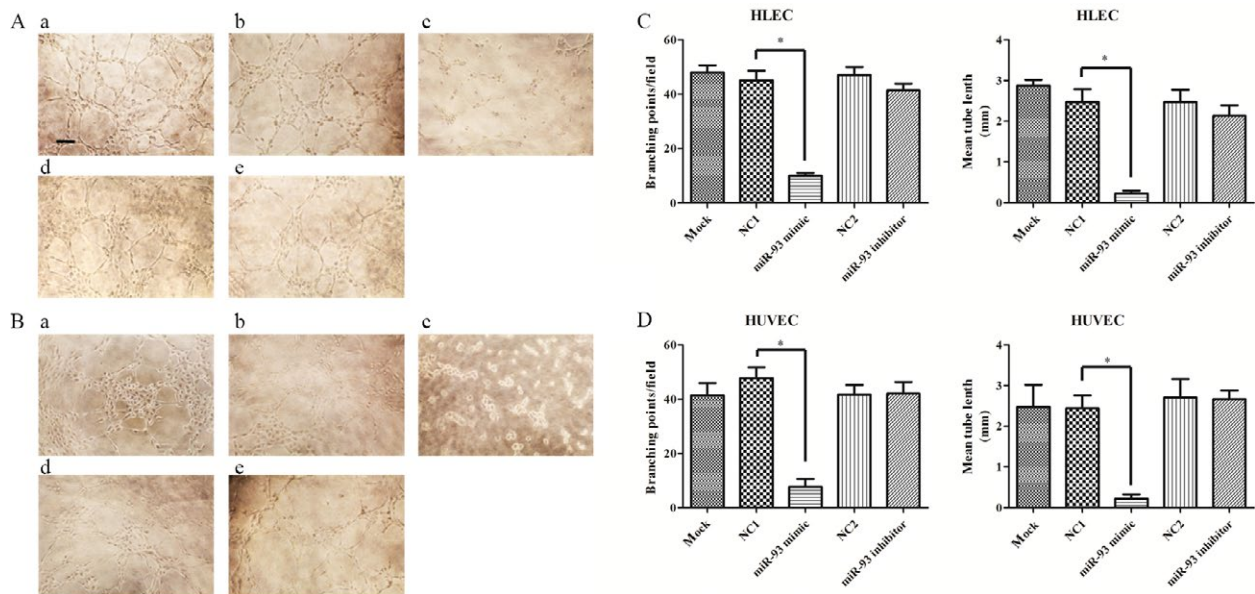 A
a
b
c
d
e
B
a
b
c
d
e
C
HLEC
Branching points/field
60
40
20
0
*
Mock
NC1
miR-93 mimic
NC2
miR-93 inhibitor
HLEC
Mean tube lenth
(mm)
4
3
2
1
0
*
Mock
NC1
miR-93 mimic
NC2
miR-93 inhibitor
D
HUVEC
Branching points/field
60
40
20
0
*
Mock
NC1
miR-93 mimic
NC2
miR-93 inhibitor
HUVEC
Mean tube lenth
(mm)
4
3
2
1
0
*
Mock
NC1
miR-93 mimic
NC2
miR-93 inhibitor